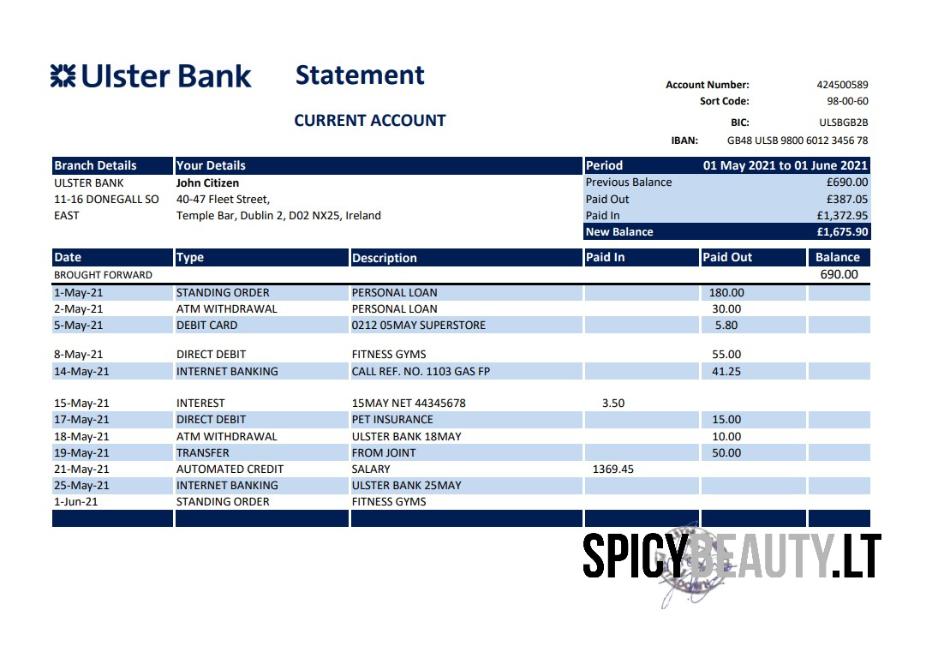 Ulster Bank Statement
Account Number: 424500589
Sort Code: 98-00-60
CURRENT ACCOUNT
BIC: ULSBGB2B
IBAN: GB48 ULSB 9800 6012 3456 78
Branch Details Your Details Period 01 May 2021 to 01 June 2021
ULSTER BANK John Citizen Previous Balance £690.00
11-16 DONEGALL SO 40-47 Fleet Street, Paid Out £387.05
EAST Temple Bar, Dublin 2, D02 NX25, Ireland Paid In £1,372.95
New Balance £1,675.90
Date Type Description Paid In Paid Out Balance
BROUGHT FORWARD 690.00
1-May-21 STANDING ORDER PERSONAL LOAN 180.00
2-May-21 ATM WITHDRAWAL PERSONAL LOAN 30.00
5-May-21 DEBIT CARD 0212 05MAY SUPERSTORE 5.80
8-May-21 DIRECT DEBIT FITNESS GYMS 55.00
14-May-21 INTERNET BANKING CALL REF. NO. 1103 GAS FP 41.25
15-May-21 INTEREST 15MAY NET 44345678 3.50
17-May-21 DIRECT DEBIT PET INSURANCE 15.00
18-May-21 ATM WITHDRAWAL ULSTER BANK 18MAY 10.00
19-May-21 TRANSFER FROM JOINT 50.00
21-May-21 AUTOMATED CREDIT SALARY 1369.45
25-May-21 INTERNET BANKING ULSTER BANK 25MAY
1-Jun-21 STANDING ORDER FITNESS GYMS
SPICYBEAUTY.LT